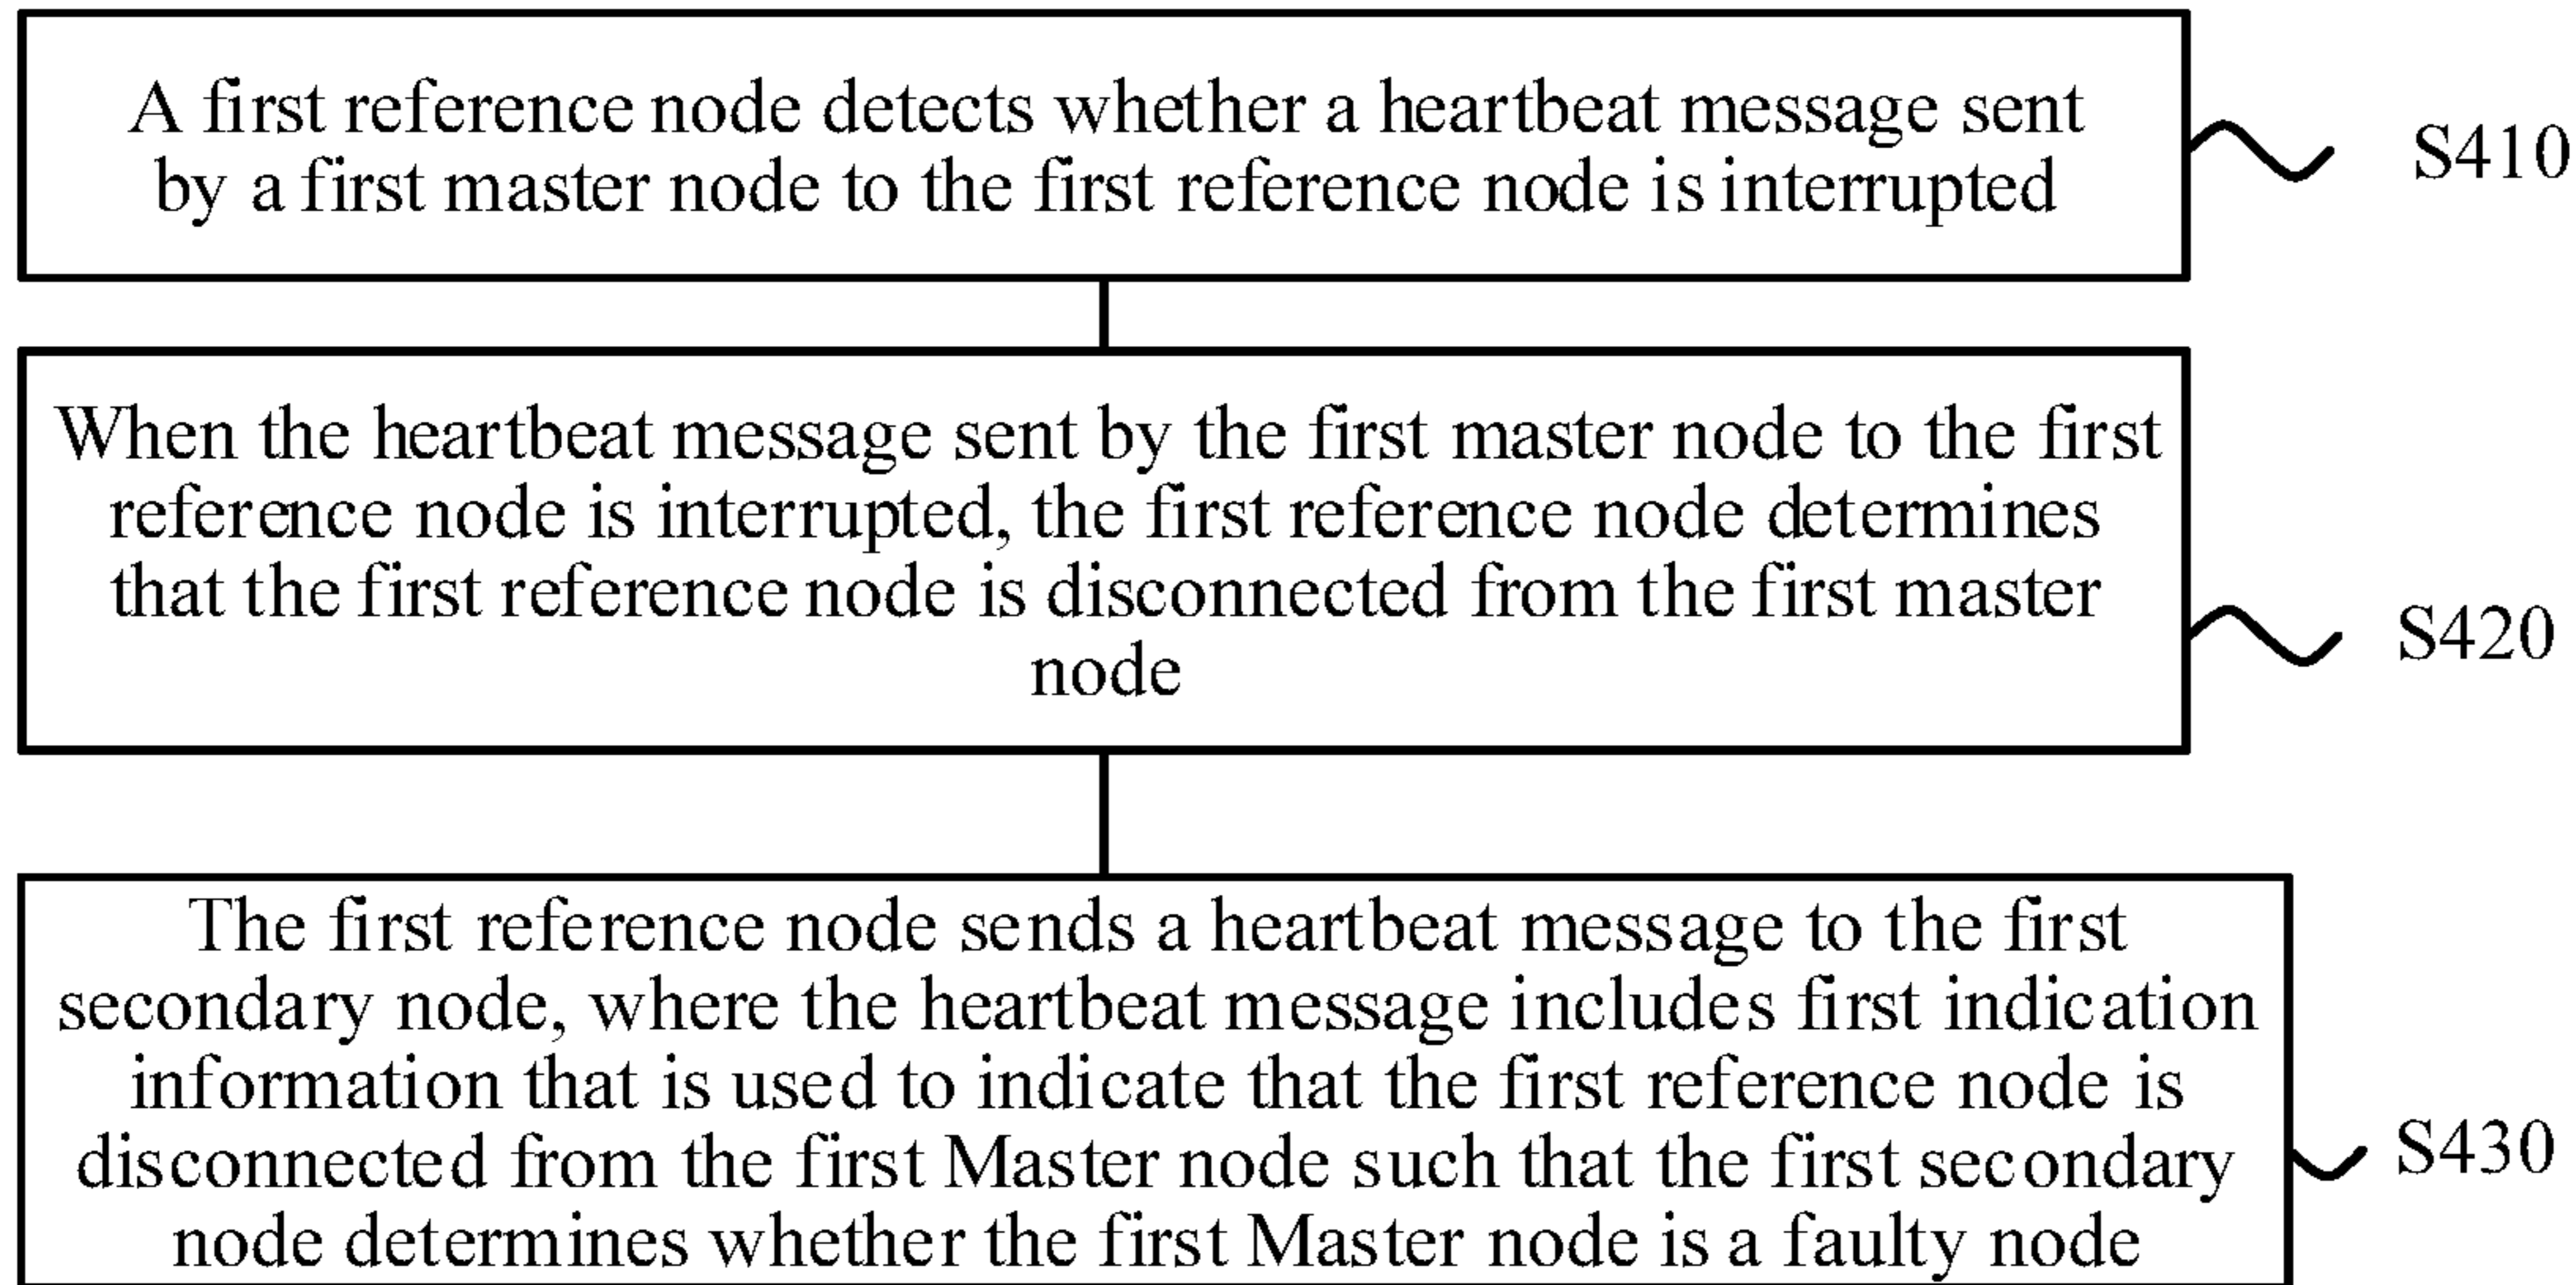 A first reference node detects whether a heartbeat message sent
by a first master node to the first reference node is interrupted
S410
When the heartbeat message sent by the first master node to the first
reference node is interrupted, the first reference node determines
that the first reference node is disconnected from the first master
node
S420
The first reference node sends a heartbeat message to the first
secondary node, where the heartbeat message includes first indication
information that is used to indicate that the first reference node is
disconnected from the first Master node such that the first secondary
node determines whether the first Master node is a faulty node
S430